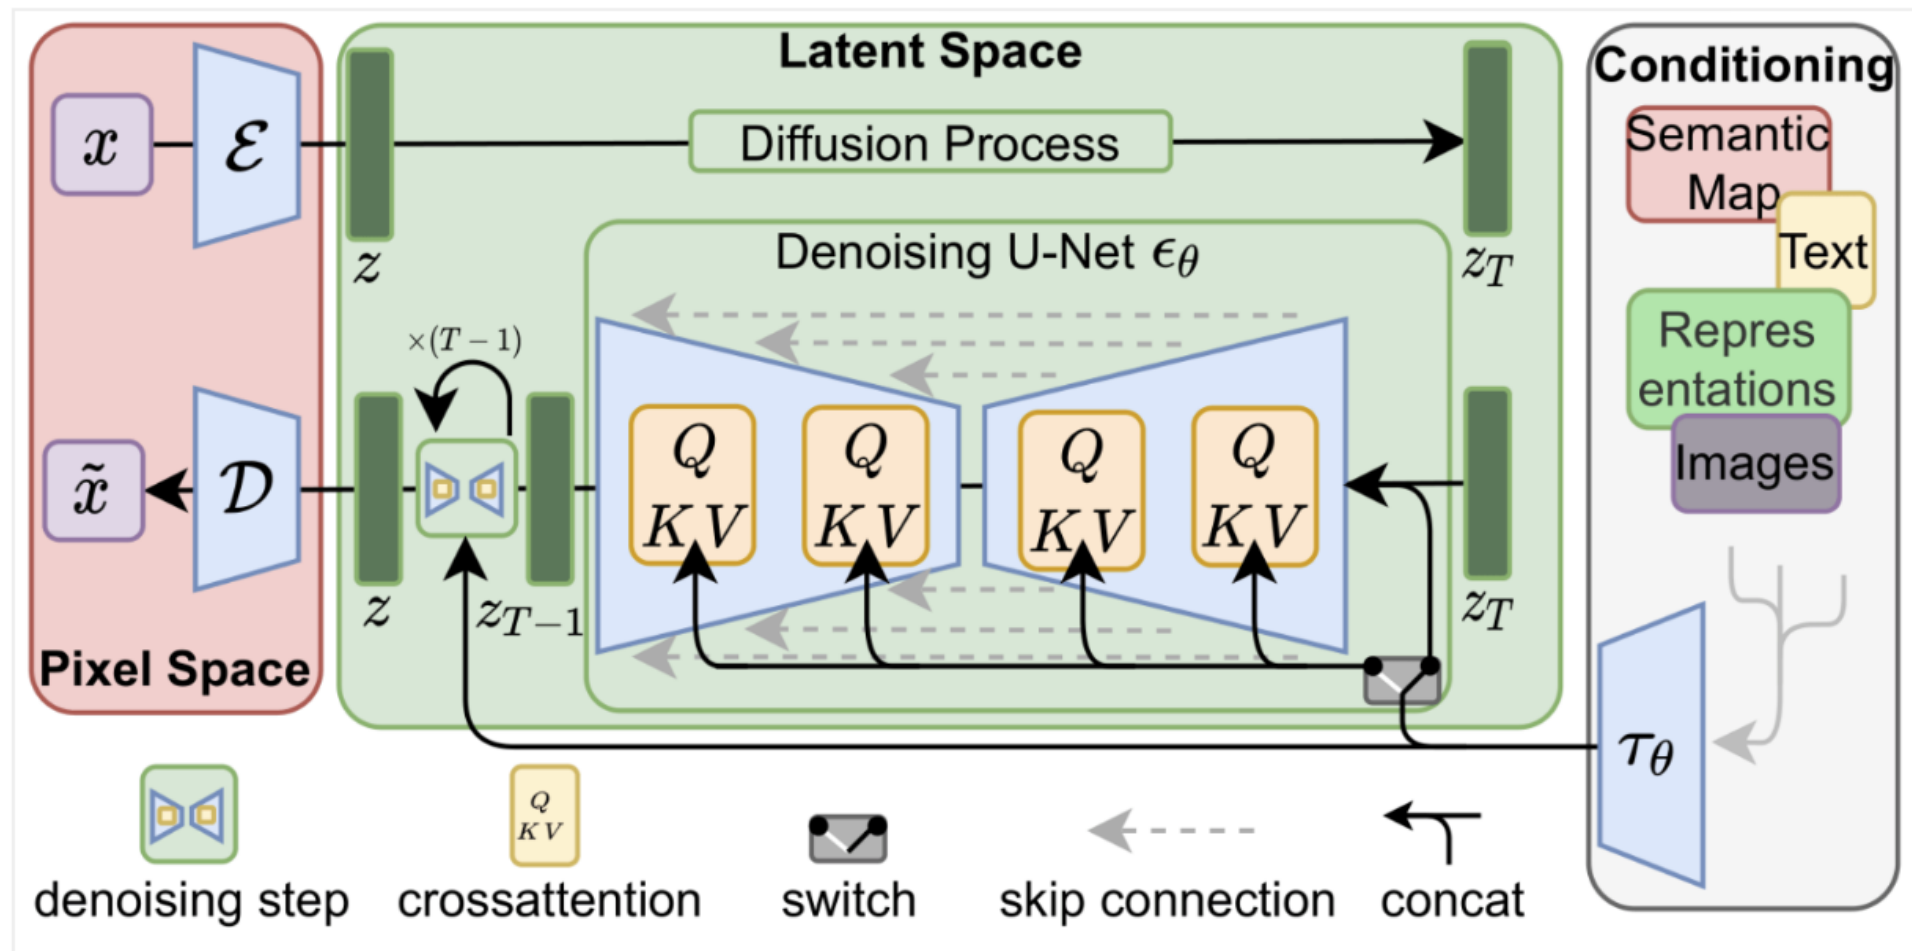 Latent Space
Conditioning
x
ℰ
z
Diffusion Process
z_T
Semantic
Map
Text
Repres
entations
Images
Denoising U-Net ϵ_θ
×(T − 1)
x̃
𝒟
z
z_{T−1}
Q
K V
Q
K V
Q
K V
Q
K V
z_T
Pixel Space
τ_θ
Q
K V
denoising step
crossattention
switch
skip connection
concat